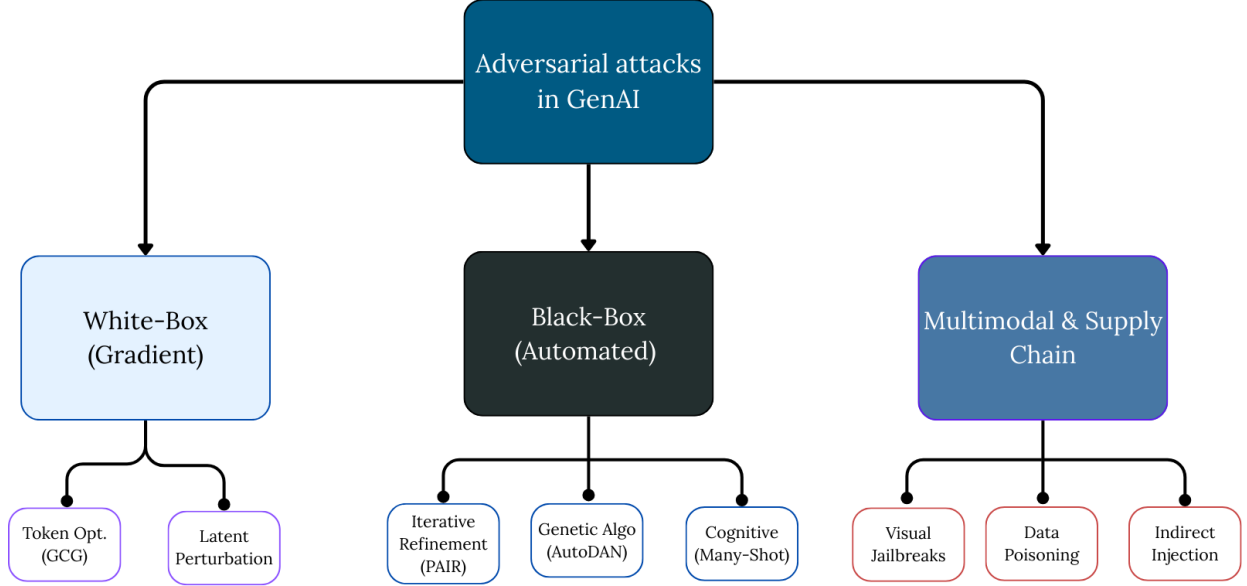 Adversarial attacks
in GenAI
White-Box
(Gradient)
Black-Box
(Automated)
Multimodal & Supply
Chain
Token Opt.
(GCG)
Latent
Perturbation
Iterative
Refinement
(PAIR)
Genetic Algo
(AutoDAN)
Cognitive
(Many-Shot)
Visual
Jailbreaks
Data
Poisoning
Indirect
Injection